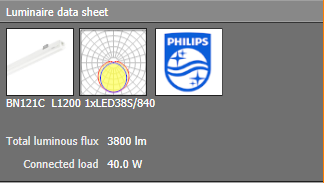 Luminaire data sheet
PHILIPS
BN121C L1200 1xLED38S/840
Total luminous flux 3800 lm
Connected load 40.0 W